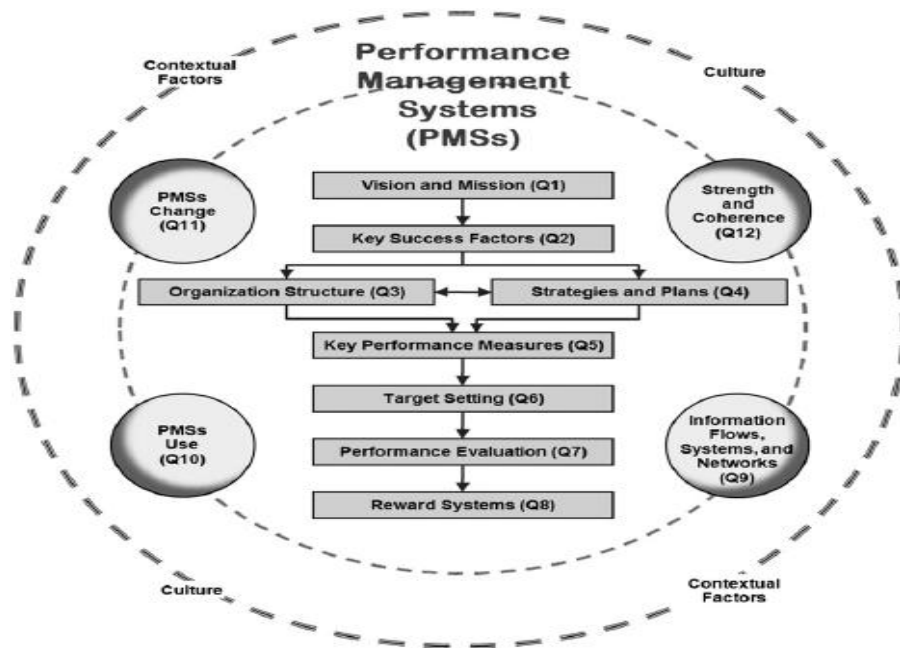 Performance
Management
Systems
(PMSs)
Contextual
Factors
Culture
PMSs
Change
(Q11)
Strength
and
Coherence
(Q12)
Vision and Mission (Q1)
Key Success Factors (Q2)
Organization Structure (Q3)
Strategies and Plans (Q4)
Key Performance Measures (Q5)
Target Setting (Q6)
Performance Evaluation (Q7)
Reward Systems (Q8)
PMSs
Use
(Q10)
Information
Flows,
Systems, and
Networks
(Q9)
Culture
Contextual
Factors